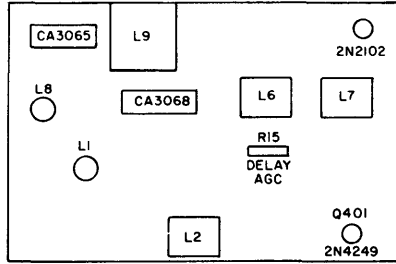 CA3065
L9
2N2102
L8
CA3068
L6
L7
L1
R15
DELAY
AGC
L2
Q401
2N4249